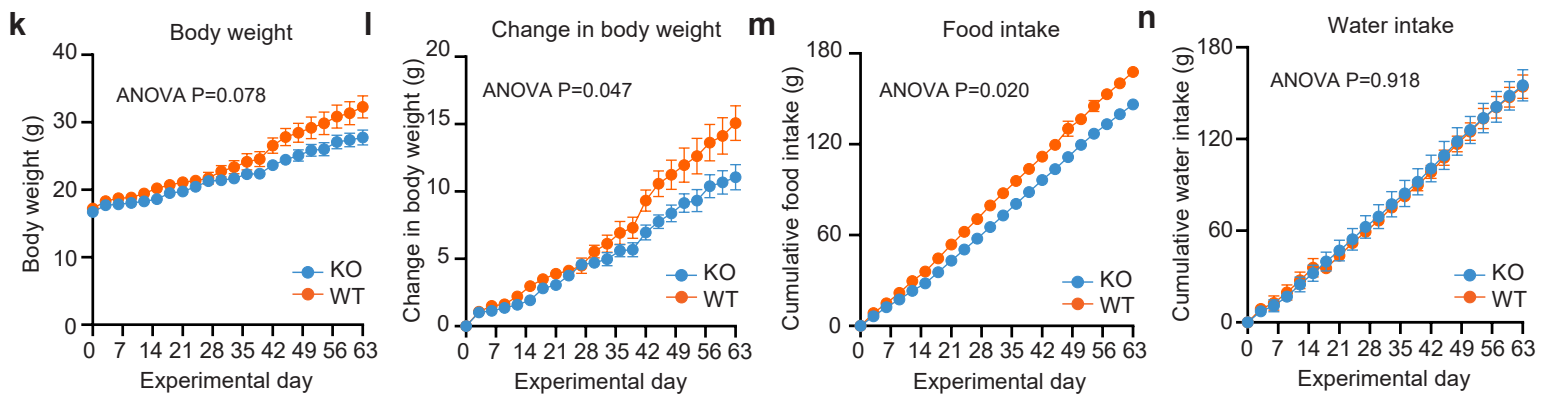 k
Body weight
Body weight (g)
40
30
20
10
0
ANOVA P=0.078
KO
WT
0 7 14 21 28 35 42 49 56 63
Experimental day
l
Change in body weight
Change in body weight (g)
20
15
10
5
0
ANOVA P=0.047
KO
WT
0 7 14 21 28 35 42 49 56 63
Experimental day
m
Food intake
Cumulative food intake (g)
180
120
60
0
ANOVA P=0.020
KO
WT
0 7 14 21 28 35 42 49 56 63
Experimental day
n
Water intake
Cumulative water intake (g)
180
120
60
0
ANOVA P=0.918
KO
WT
0 7 14 21 28 35 42 49 56 63
Experimental day